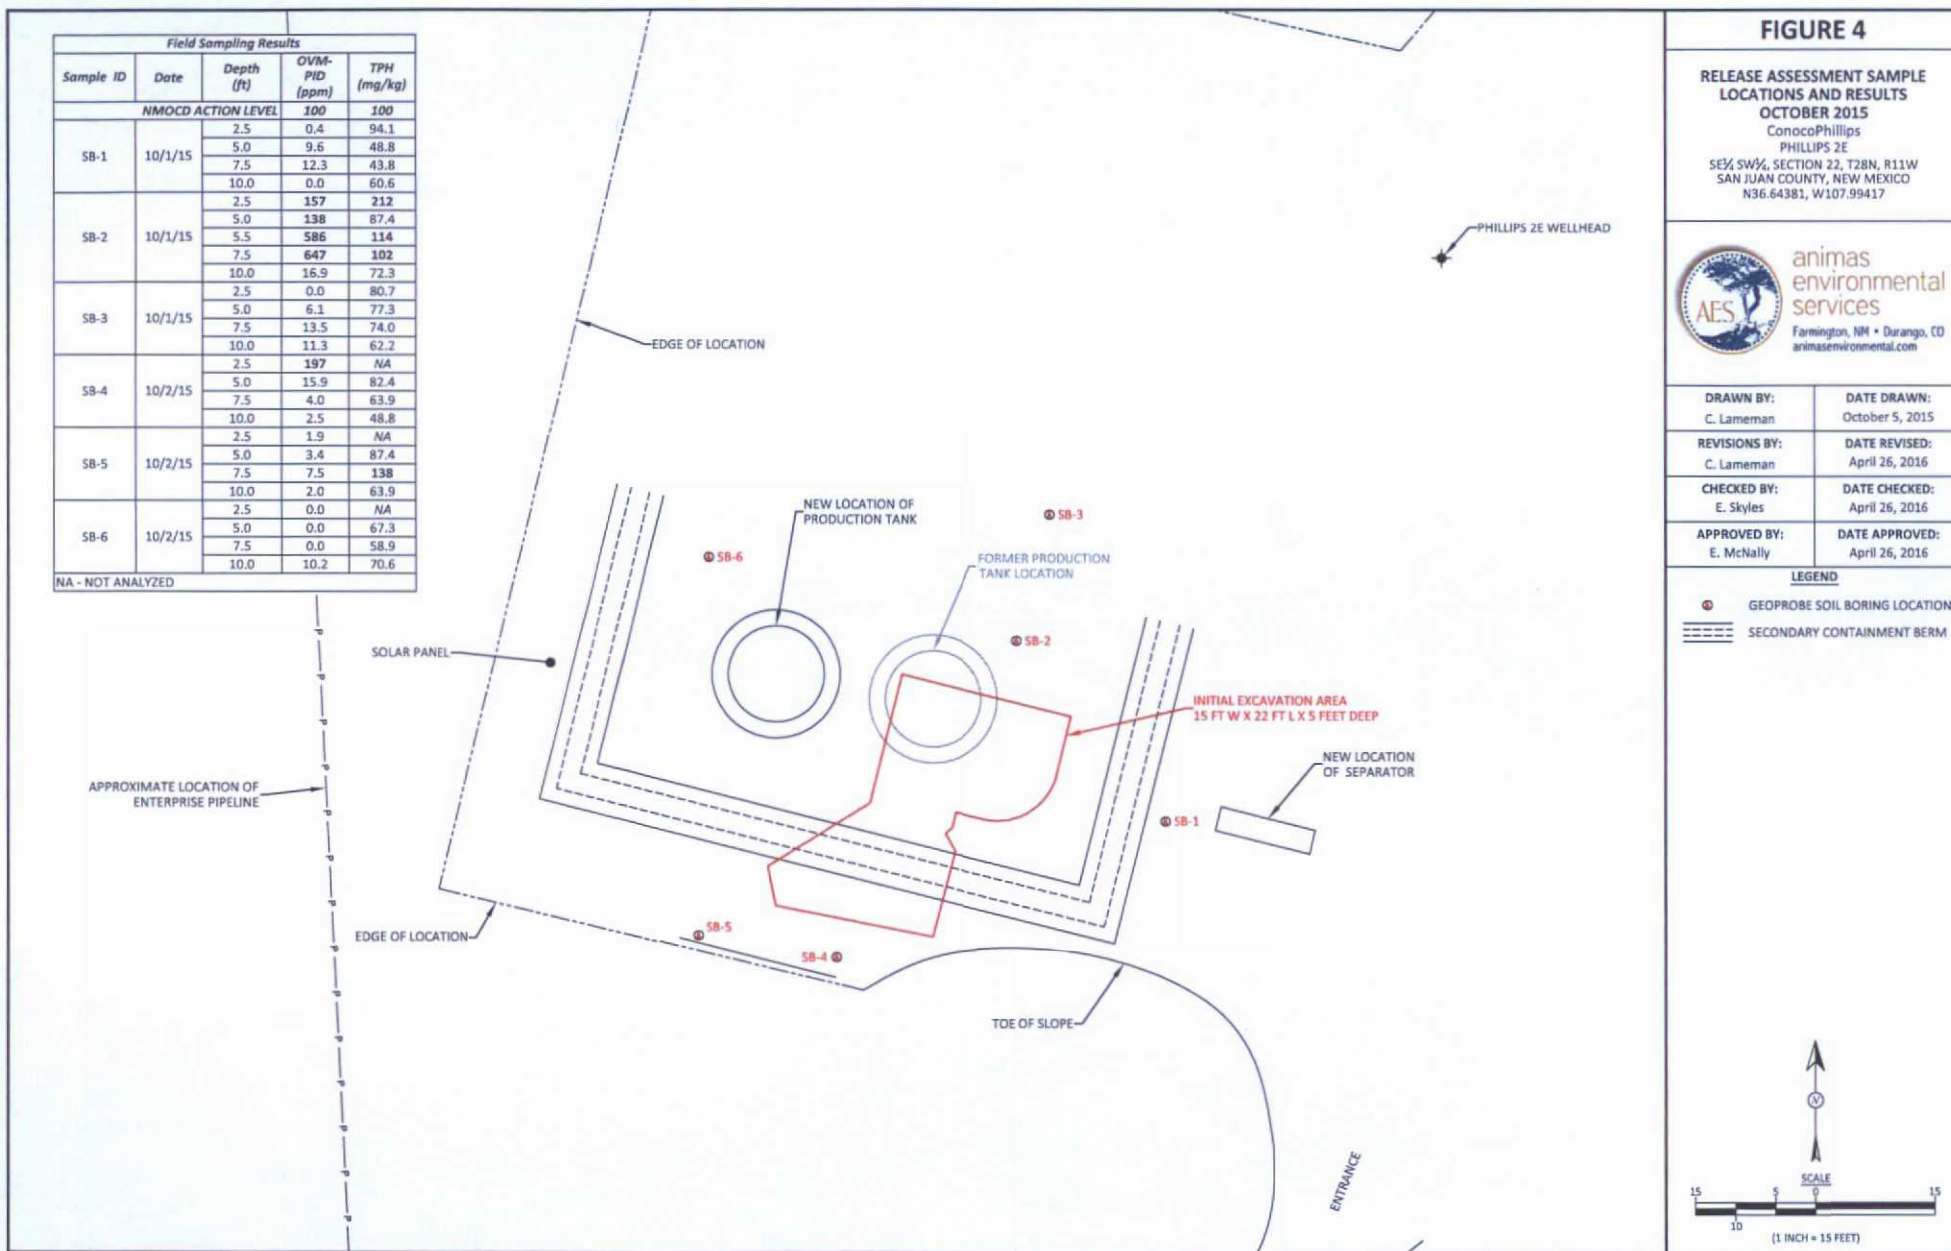 Field Sampling Results
Sample ID Date Depth (ft) OVM-PID (ppm) TPH (mg/kg)
NMOCD ACTION LEVEL 100 100
SB-1 10/1/15 2.5 0.4 94.1
5.0 9.6 48.8
7.5 12.3 43.8
10.0 0.0 60.6
SB-2 10/1/15 2.5 157 212
5.0 138 87.4
5.5 586 114
7.5 647 102
10.0 16.9 72.3
SB-3 10/1/15 2.5 0.0 80.7
5.0 6.1 77.3
7.5 13.5 74.0
10.0 11.3 62.2
SB-4 10/2/15 2.5 197 NA
5.0 15.9 82.4
7.5 4.0 63.9
10.0 2.5 48.8
SB-5 10/2/15 2.5 1.9 NA
5.0 3.4 87.4
7.5 7.5 138
10.0 2.0 63.9
SB-6 10/2/15 2.5 0.0 NA
5.0 0.0 67.3
7.5 0.0 58.9
10.0 10.2 70.6
NA - NOT ANALYZED
PHILLIPS 2E WELLHEAD
EDGE OF LOCATION
NEW LOCATION OF
PRODUCTION TANK
SB-3
SB-6
FORMER PRODUCTION
TANK LOCATION
SB-2
SOLAR PANEL
INITIAL EXCAVATION AREA
15 FT W X 22 FT L X 5 FEET DEEP
NEW LOCATION
OF SEPARATOR
APPROXIMATE LOCATION OF
ENTERPRISE PIPELINE
SB-1
EDGE OF LOCATION
SB-5
SB-4
TOE OF SLOPE
ENTRANCE
P
P
P
P
P
P
P
P
P
P
P
P
P
P
FIGURE 4
RELEASE ASSESSMENT SAMPLE
LOCATIONS AND RESULTS
OCTOBER 2015
ConocoPhillips
PHILLIPS 2E
SE¼ SW¼, SECTION 22, T28N, R11W
SAN JUAN COUNTY, NEW MEXICO
N36.64381, W107.99417
AES
animas
environmental
services
Farmington, NM • Durango, CO
animasenvironmental.com
DRAWN BY: DATE DRAWN:
C. Lameman October 5, 2015
REVISIONS BY: DATE REVISED:
C. Lameman April 26, 2016
CHECKED BY: DATE CHECKED:
E. Skyles April 26, 2016
APPROVED BY: DATE APPROVED:
E. McNally April 26, 2016
LEGEND
GEOPROBE SOIL BORING LOCATION
SECONDARY CONTAINMENT BERM
N
SCALE
15 5 0 15
10
(1 INCH = 15 FEET)